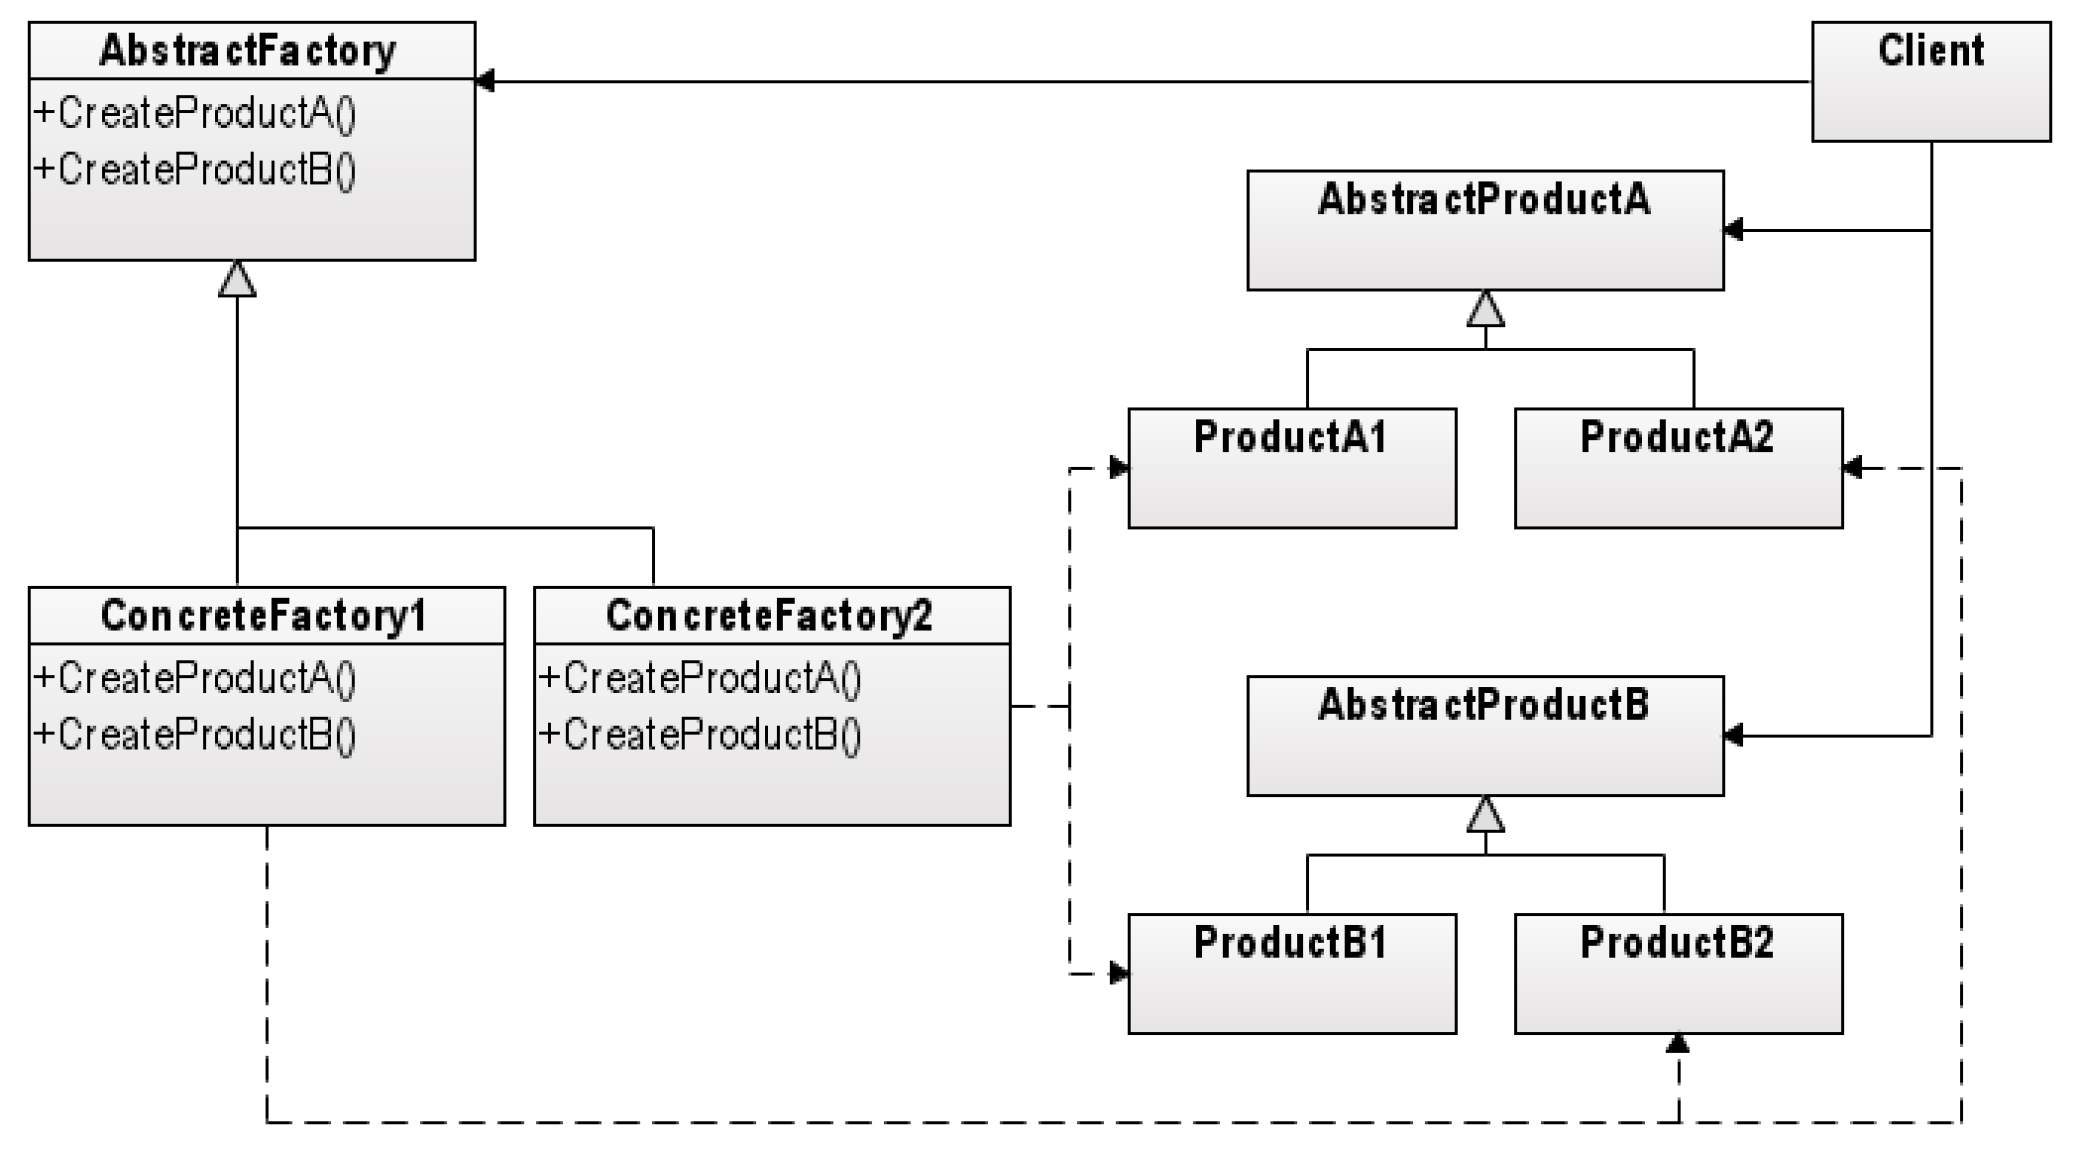 AbstractFactory
+CreateProductA()
+CreateProductB()
Client
AbstractProductA
ProductA1
ProductA2
ConcreteFactory1
+CreateProductA()
+CreateProductB()
ConcreteFactory2
+CreateProductA()
+CreateProductB()
AbstractProductB
ProductB1
ProductB2